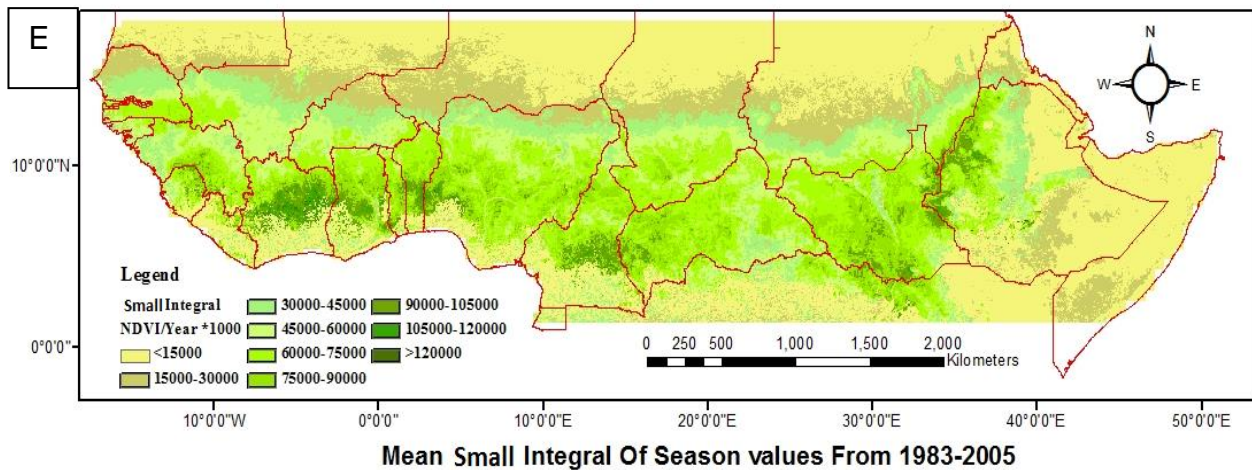 E
N
W
E
S
10°0'0"N
0°0'0"
Legend
Small Integral
NDVI/Year *1000
<15000
15000-30000
30000-45000
45000-60000
60000-75000
75000-90000
90000-105000
105000-120000
>120000
0 250 500 1,000 1,500 2,000
Kilometers
10°0'0"W 0°0'0" 10°0'0"E 20°0'0"E 30°0'0"E 40°0'0"E 50°0'0"E
Mean Small Integral Of Season values From 1983-2005